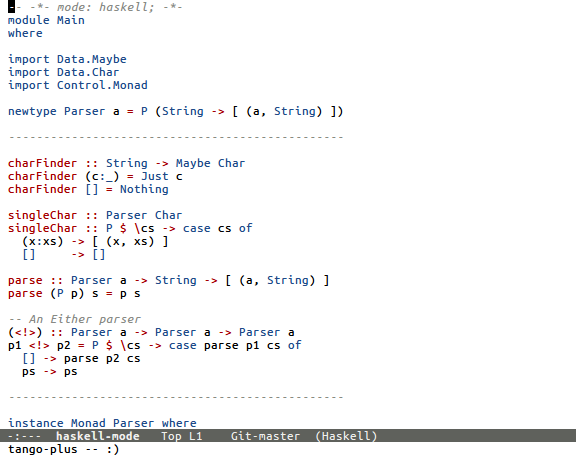 -- -*- mode: haskell; -*-
module Main
where

import Data.Maybe
import Data.Char
import Control.Monad

newtype Parser a = P (String -> [ (a, String) ])

------------------------------------------------

charFinder :: String -> Maybe Char
charFinder (c:_) = Just c
charFinder [] = Nothing

singleChar :: Parser Char
singleChar :: P $ \cs -> case cs of
  (x:xs) -> [ (x, xs) ]
  []     -> []

parse :: Parser a -> String -> [ (a, String) ]
parse (P p) s = p s

-- An Either parser
(<!>) :: Parser a -> Parser a -> Parser a
p1 <!> p2 = P $ \cs -> case parse p1 cs of
  [] -> parse p2 cs
  ps -> ps

------------------------------------------------

instance Monad Parser where
-:---  haskell-mode   Top L1    Git-master  (Haskell)
tango-plus -- :)